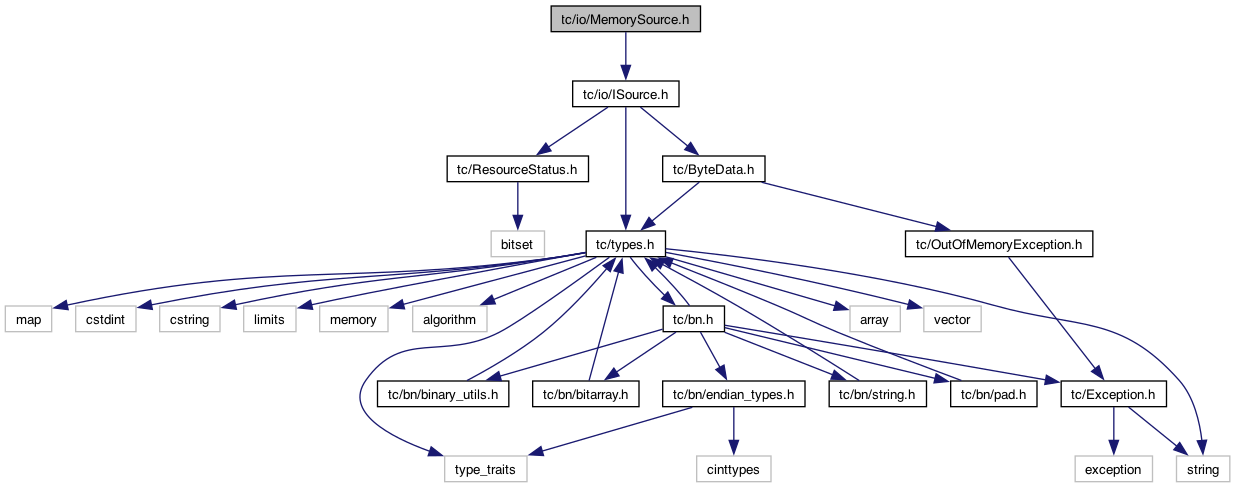 tc/io/MemorySource.h
tc/io/ISource.h
tc/ResourceStatus.h
tc/ByteData.h
bitset
tc/types.h
tc/OutOfMemoryException.h
map
cstdint
cstring
limits
memory
algorithm
tc/bn.h
array
vector
tc/bn/binary_utils.h
tc/bn/bitarray.h
tc/bn/endian_types.h
tc/bn/string.h
tc/bn/pad.h
tc/Exception.h
type_traits
cinttypes
exception
string